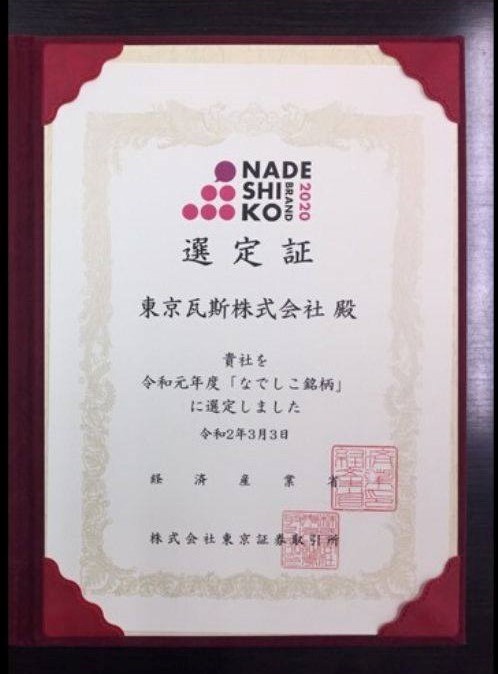 NADE
SHI
KO
BRAND
2020
選定証
東京瓦斯株式会社 殿
貴社を
令和元年度「なでしこ銘柄」
に選定しました
令和2年3月3日
経済産業省
株式会社東京証券取引所